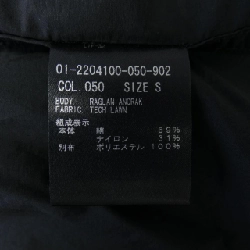 01-2204100-050-902
COL.050 SIZE S
BODY RAGLAN ANORAK
FABRIC TECH LAWN
組成表示
本体 綿 69%
ナイロン 31%
別布 ポリエステル 100%